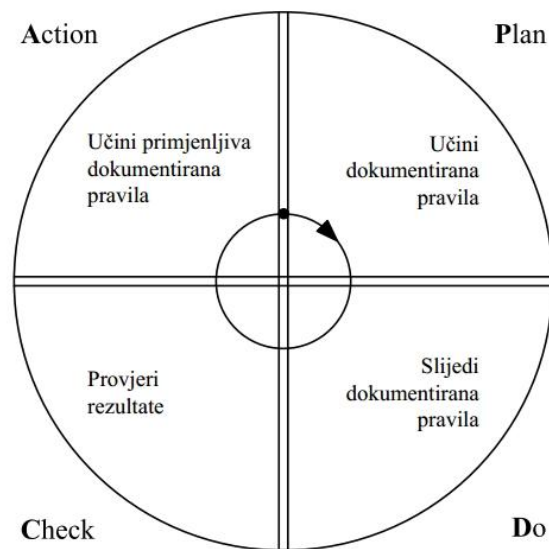 Action
Plan
Učini primjenljiva
dokumentirana
pravila
Učini
dokumentirana
pravila
Provjeri
rezultate
Slijedi
dokumentirana
pravila
Check
Do